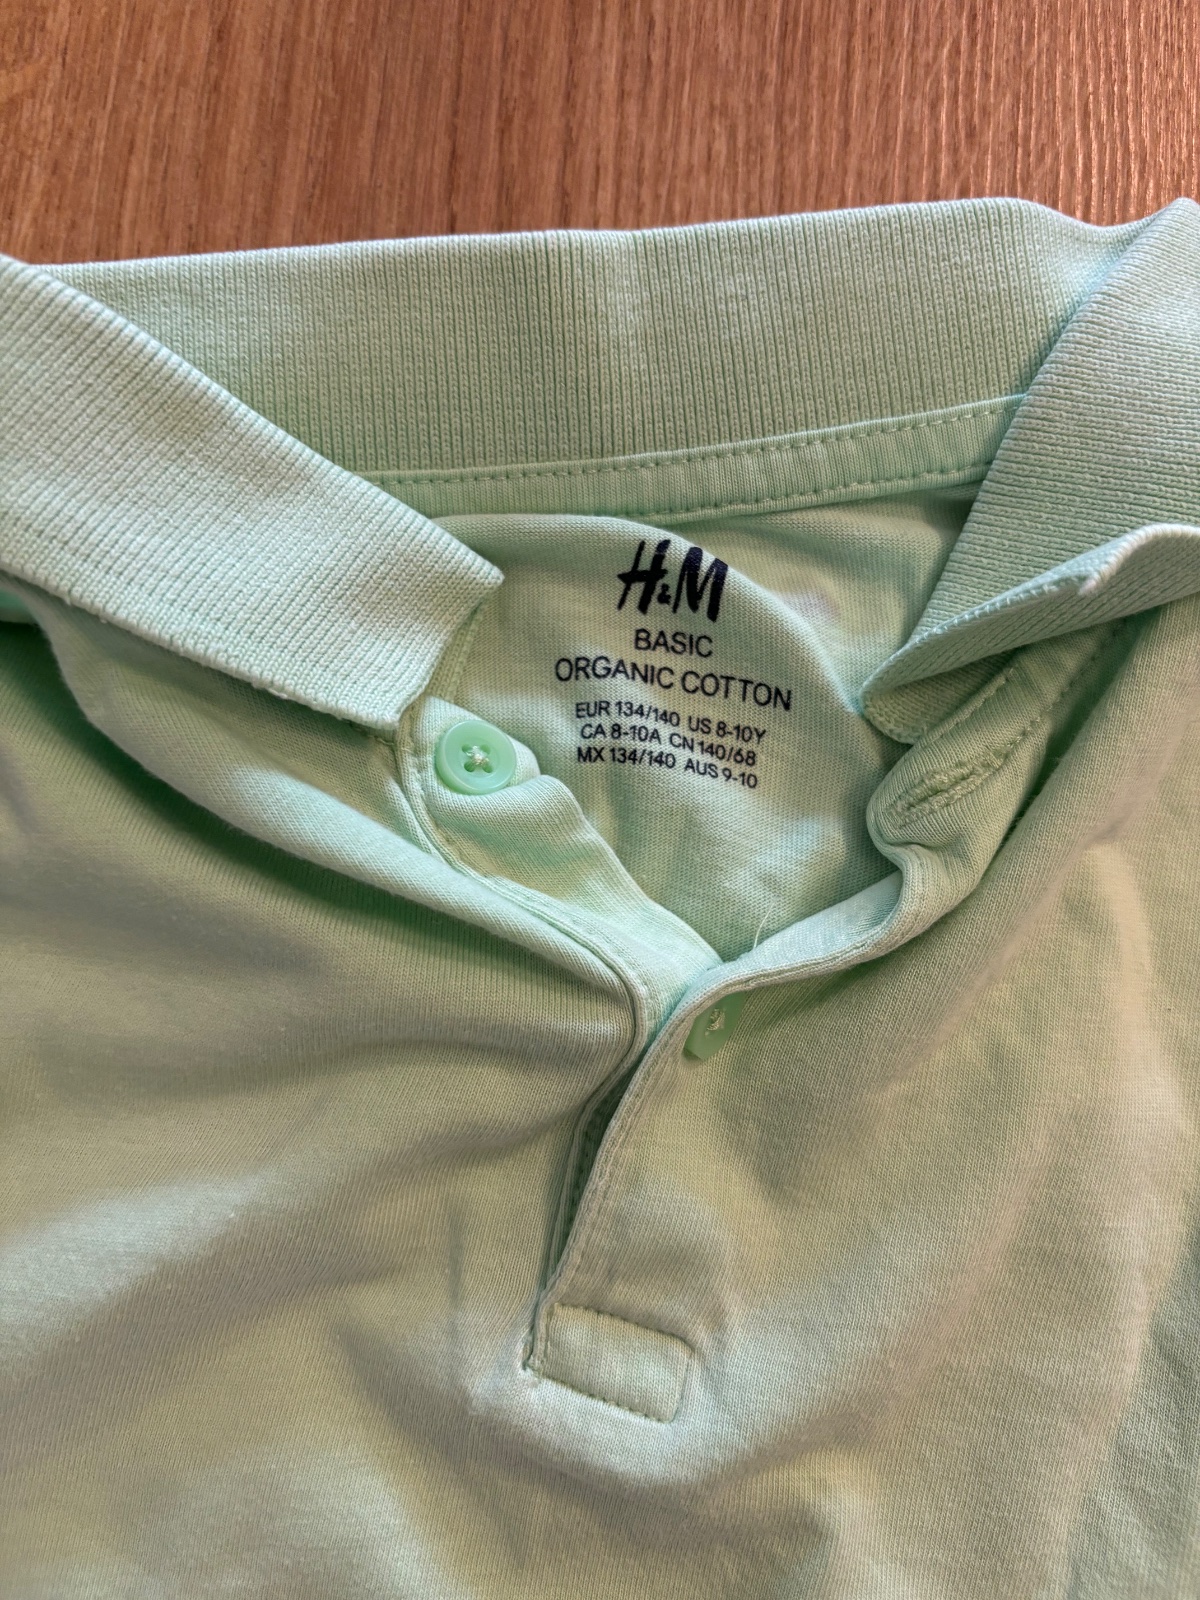 H&M
BASIC
ORGANIC COTTON
EUR 134/140 US 8-10Y
CA 8-10A CN 140/68
MX 134/140 AUS 9-10